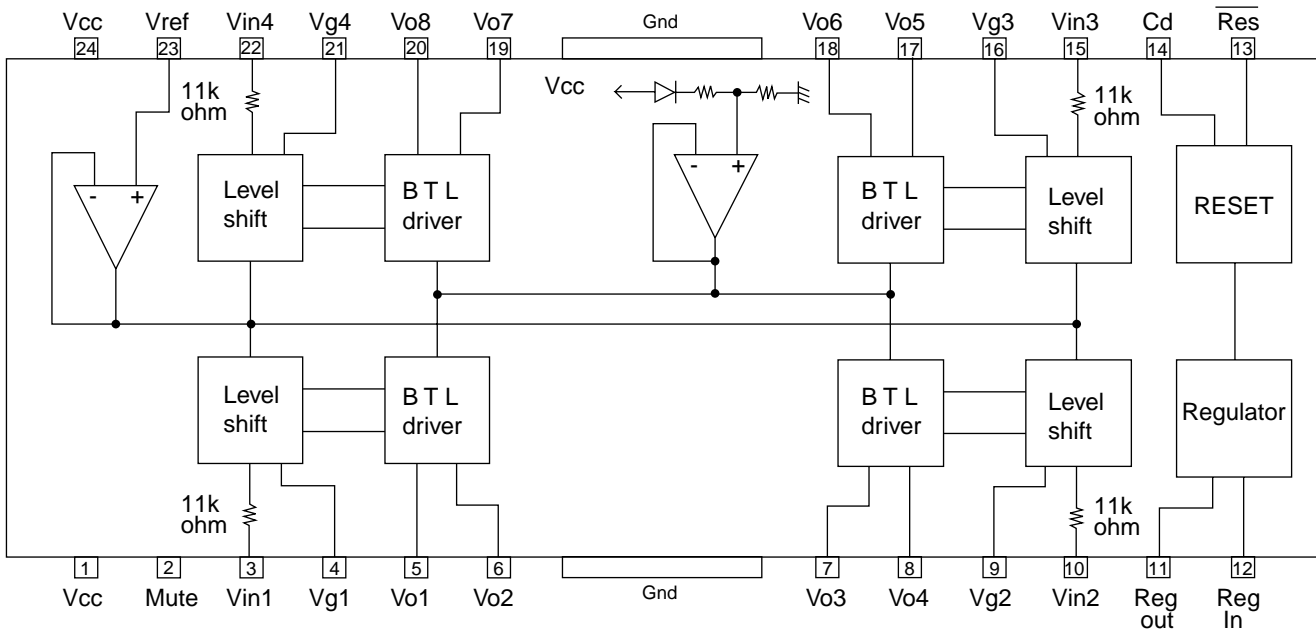 Vcc Vref Vin4 Vg4 Vo8 Vo7 Gnd Vo6 Vo5 Vg3 Vin3 Cd Res
24 23 22 21 20 19 18 17 16 15 14 13
Vcc
11k
ohm
11k
ohm
- +
Level
shift
B T L
driver
- +
B T L
driver
Level
shift
RESET
Level
shift
B T L
driver
B T L
driver
Level
shift
Regulator
11k
ohm
11k
ohm
1 2 3 4 5 6 7 8 9 10 11 12
Vcc Mute Vin1 Vg1 Vo1 Vo2 Gnd Vo3 Vo4 Vg2 Vin2 Reg Reg
out In